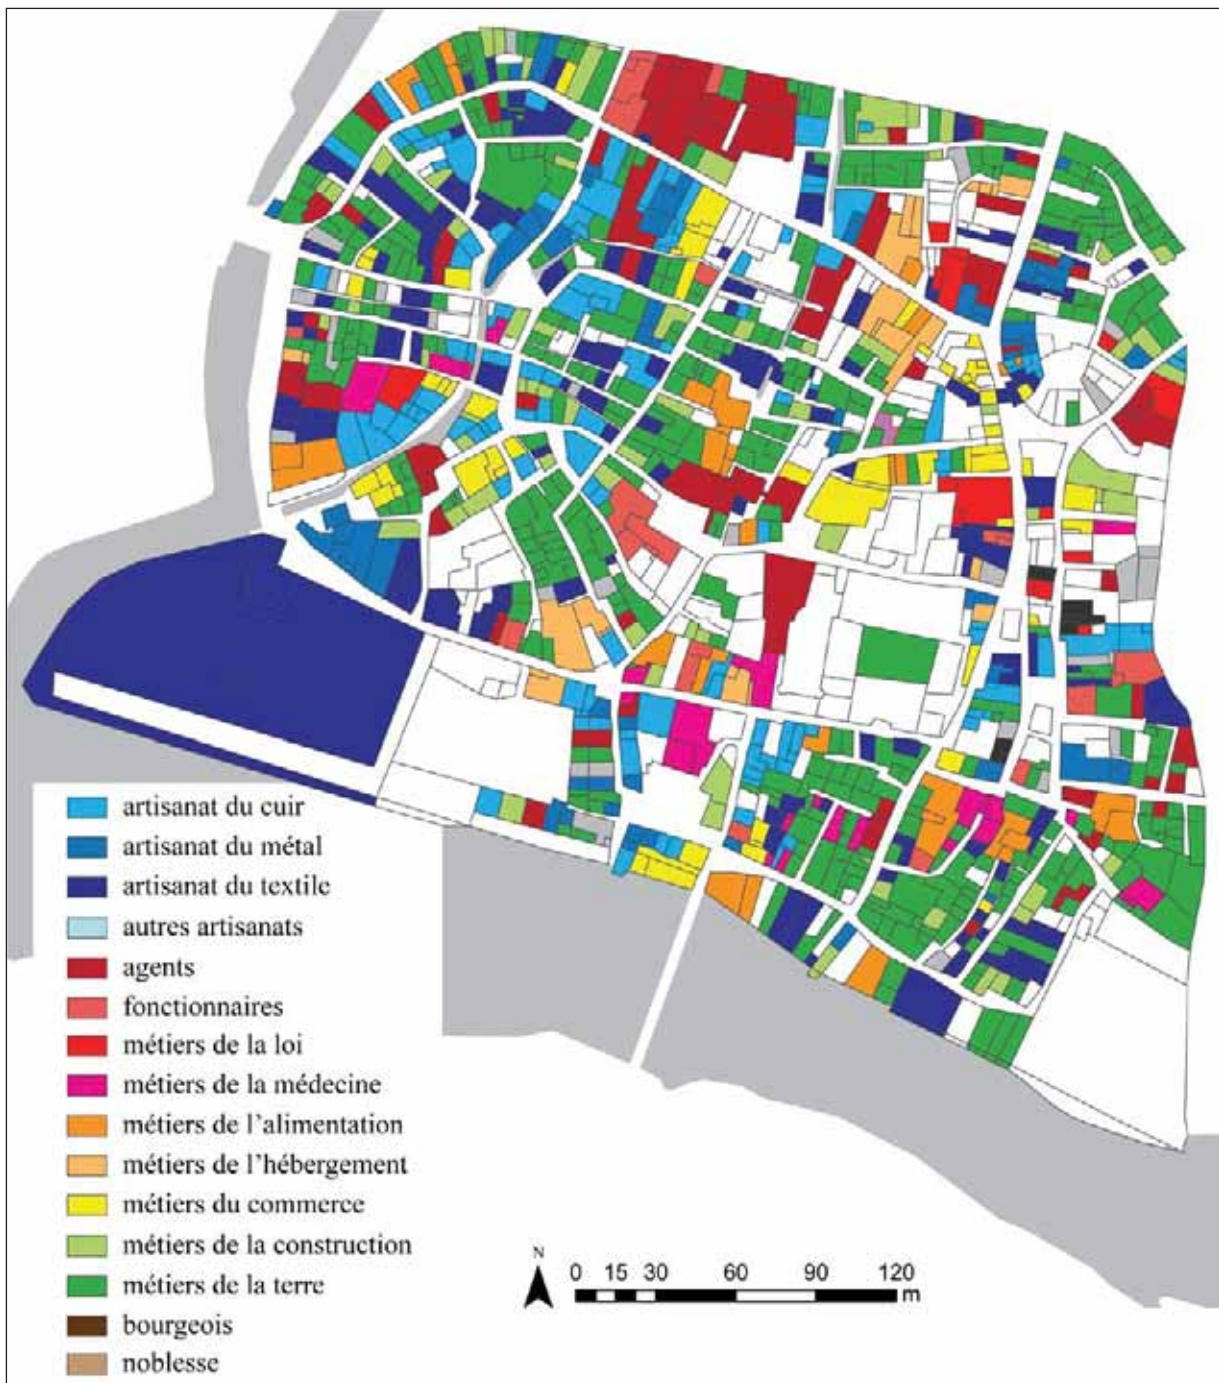 artisanat du cuir
artisanat du métal
artisanat du textile
autres artisanats
agents
fonctionnaires
métiers de la loi
métiers de la médecine
métiers de l'alimentation
métiers de l'hébergement
métiers du commerce
métiers de la construction
métiers de la terre
bourgeois
noblesse
N
0 15 30 60 90 120
m